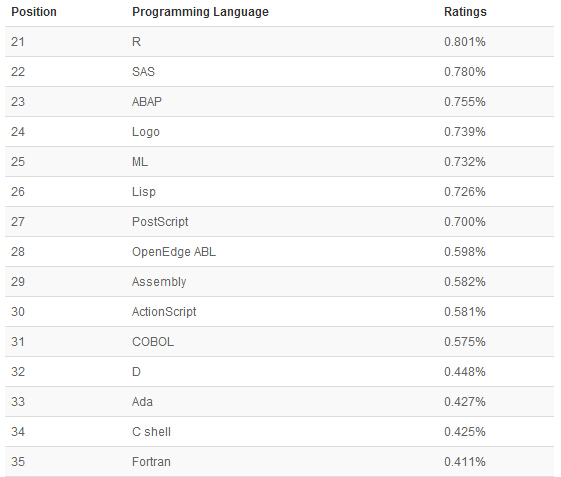 Position Programming Language Ratings
21 R 0.801%
22 SAS 0.780%
23 ABAP 0.755%
24 Logo 0.739%
25 ML 0.732%
26 Lisp 0.726%
27 PostScript 0.700%
28 OpenEdge ABL 0.598%
29 Assembly 0.582%
30 ActionScript 0.581%
31 COBOL 0.575%
32 D 0.448%
33 Ada 0.427%
34 C shell 0.425%
35 Fortran 0.411%